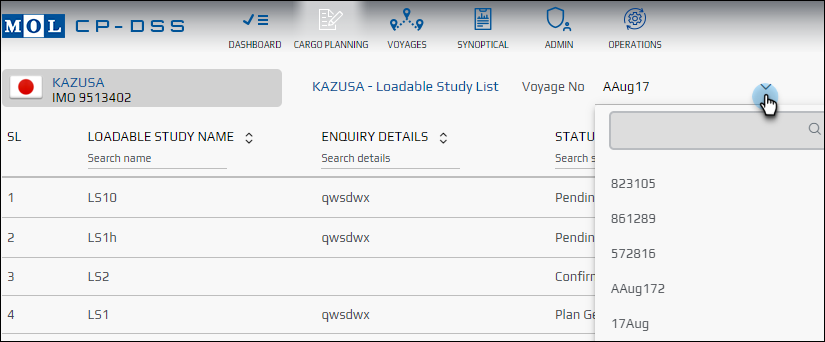 MOL CP-DSS
DASHBOARD CARGO PLANNING VOYAGES SYNOPTICAL ADMIN OPERATIONS
KAZUSA
IMO 9513402
KAZUSA - Loadable Study List Voyage No AAug17
SL LOADABLE STUDY NAME ENQUIRY DETAILS STATU
Search name Search details Search s
1 LS10 qwsdwx Pendin
2 LS1h qwsdwx Pendin
3 LS2 Confirm
4 LS1 qwsdwx Plan Ge
823105
861289
572816
AAug172
17Aug